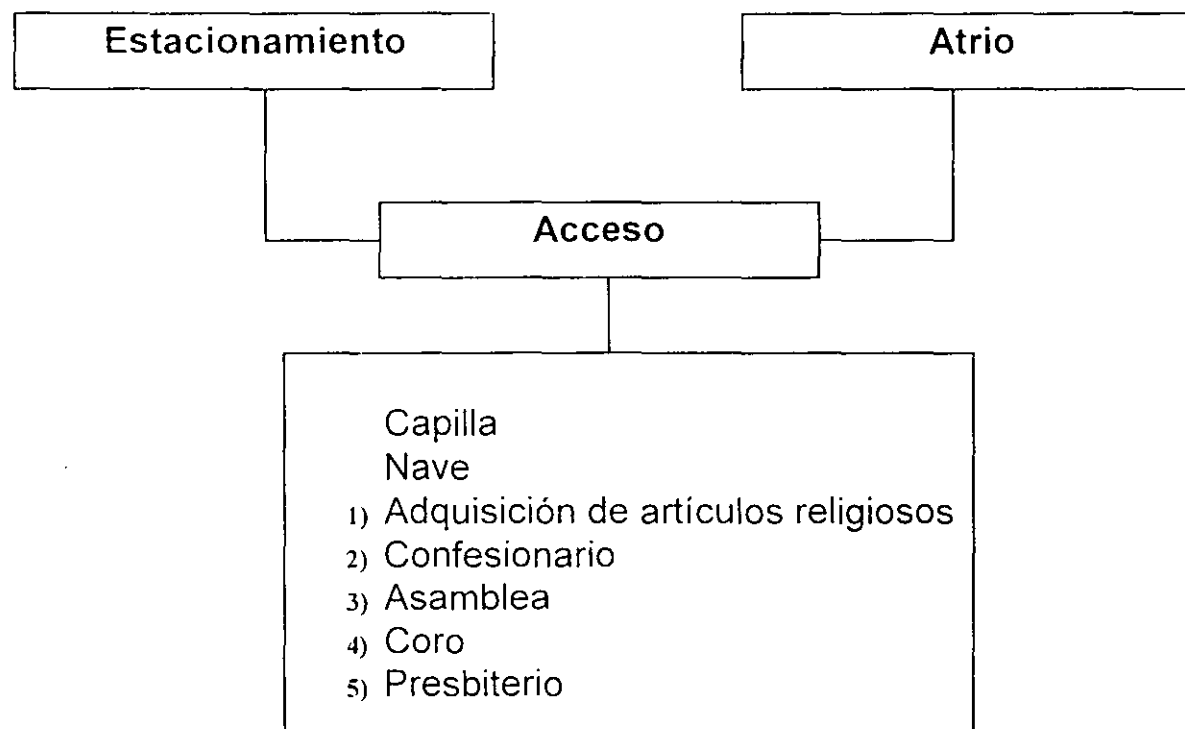 Estacionamiento
Atrio
Acceso
Capilla
Nave
1) Adquisición de artículos religiosos
2) Confesionario
3) Asamblea
4) Coro
5) Presbiterio